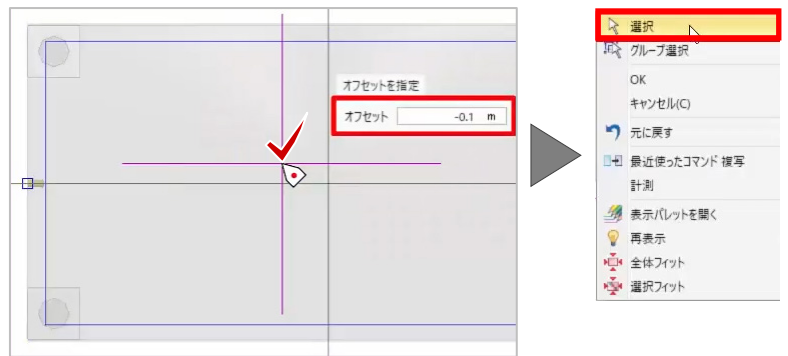 オフセットを指定
オフセット -0.1 m
選択
グループ選択
OK
キャンセル(C)
元に戻す
最近使ったコマンド 複写
計測
表示パレットを開く
再表示
全体フィット
選択フィット